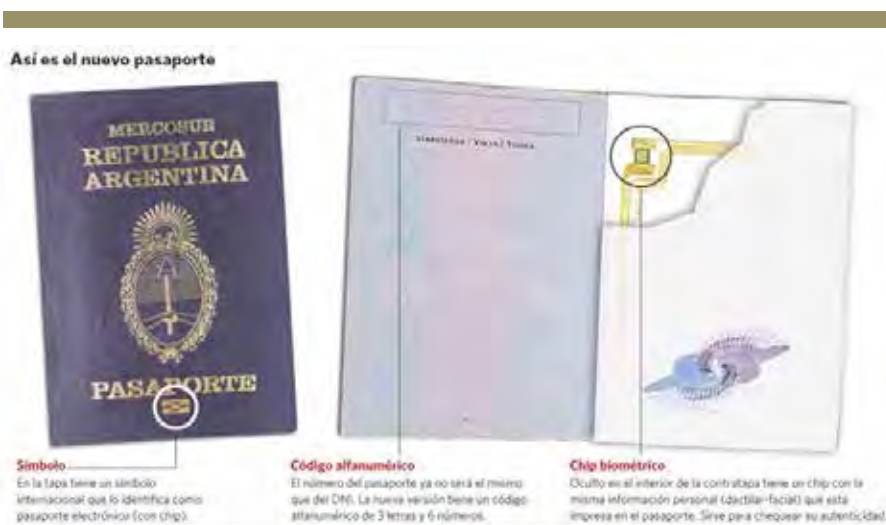 Así es el nuevo pasaporte
MERCOSUR
REPUBLICA
ARGENTINA
PASAPORTE
Símbolo
En la tapa tiene un símbolo
internacional que lo identifica como
pasaporte electrónico (con chip).
Código alfanumérico
El número del pasaporte ya no será el mismo
que del DNI. La nueva versión tiene un código
alfanumérico de 3 letras y 6 números.
Chip biométrico
Oculto en el interior de la contratapa tiene un chip con la
misma información personal (dactilar-facial) que está
impresa en el pasaporte. Sirve para chequear su autenticidad.